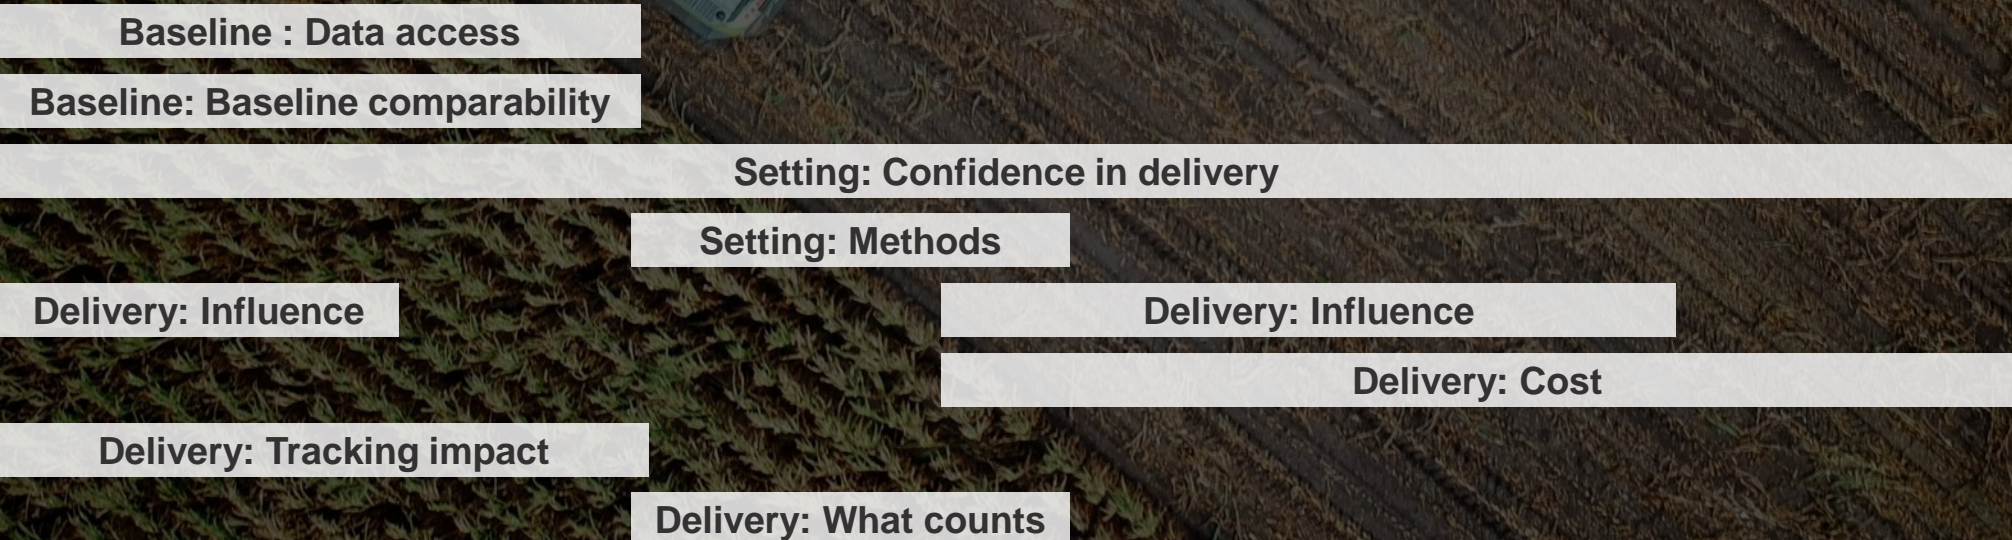 Baseline : Data access
Baseline: Baseline comparability
Setting: Confidence in delivery
Setting: Methods
Delivery: Influence
Delivery: Influence
Delivery: Cost
Delivery: Tracking impact
Delivery: What counts